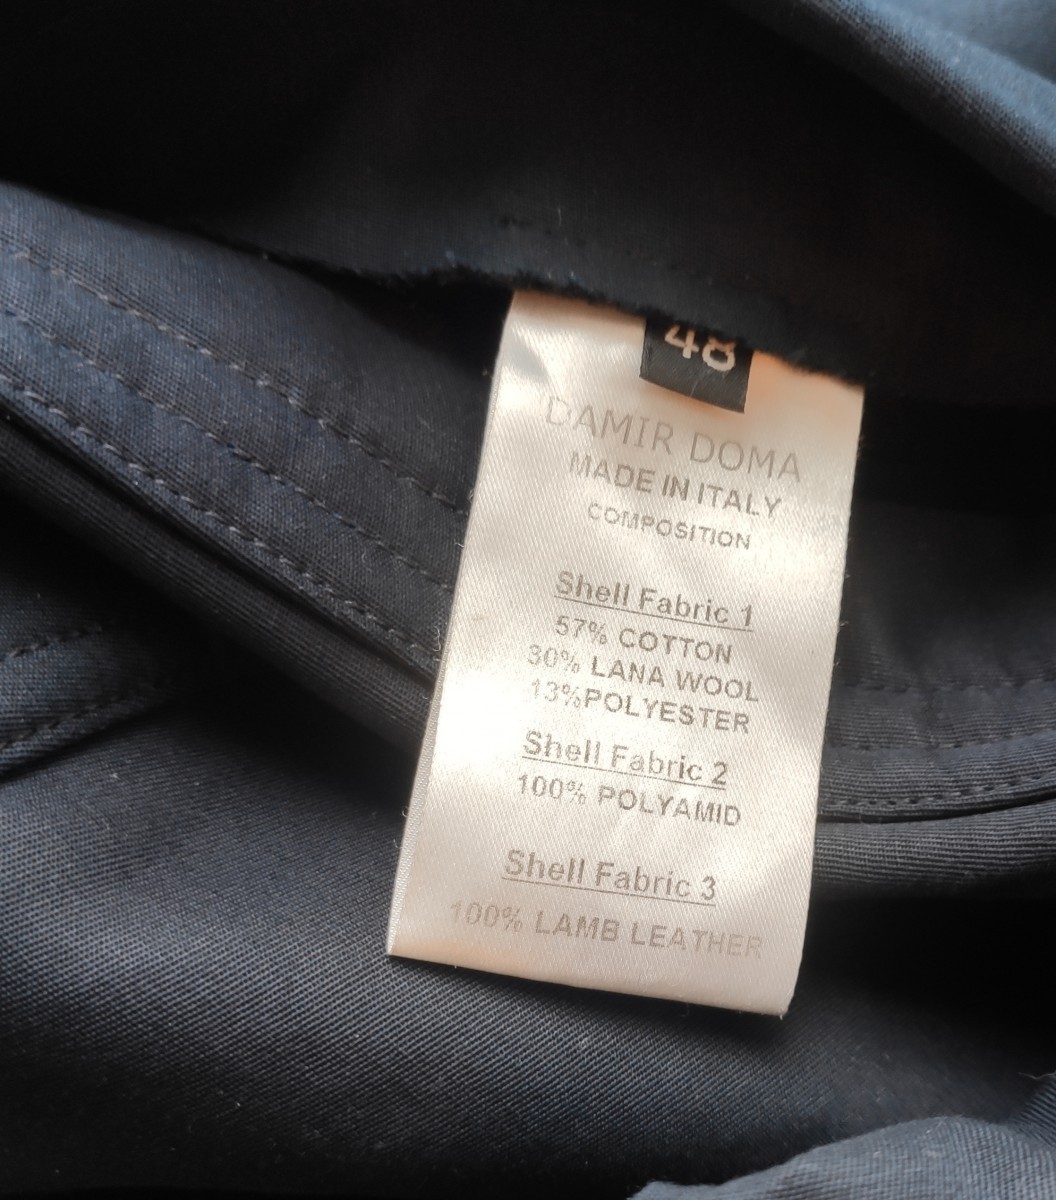 48
DAMIR DOMA
MADE IN ITALY
COMPOSITION
Shell Fabric 1
57% COTTON
30% LANA WOOL
13%POLYESTER
Shell Fabric 2
100% POLYAMID
Shell Fabric 3
100% LAMB LEATHER